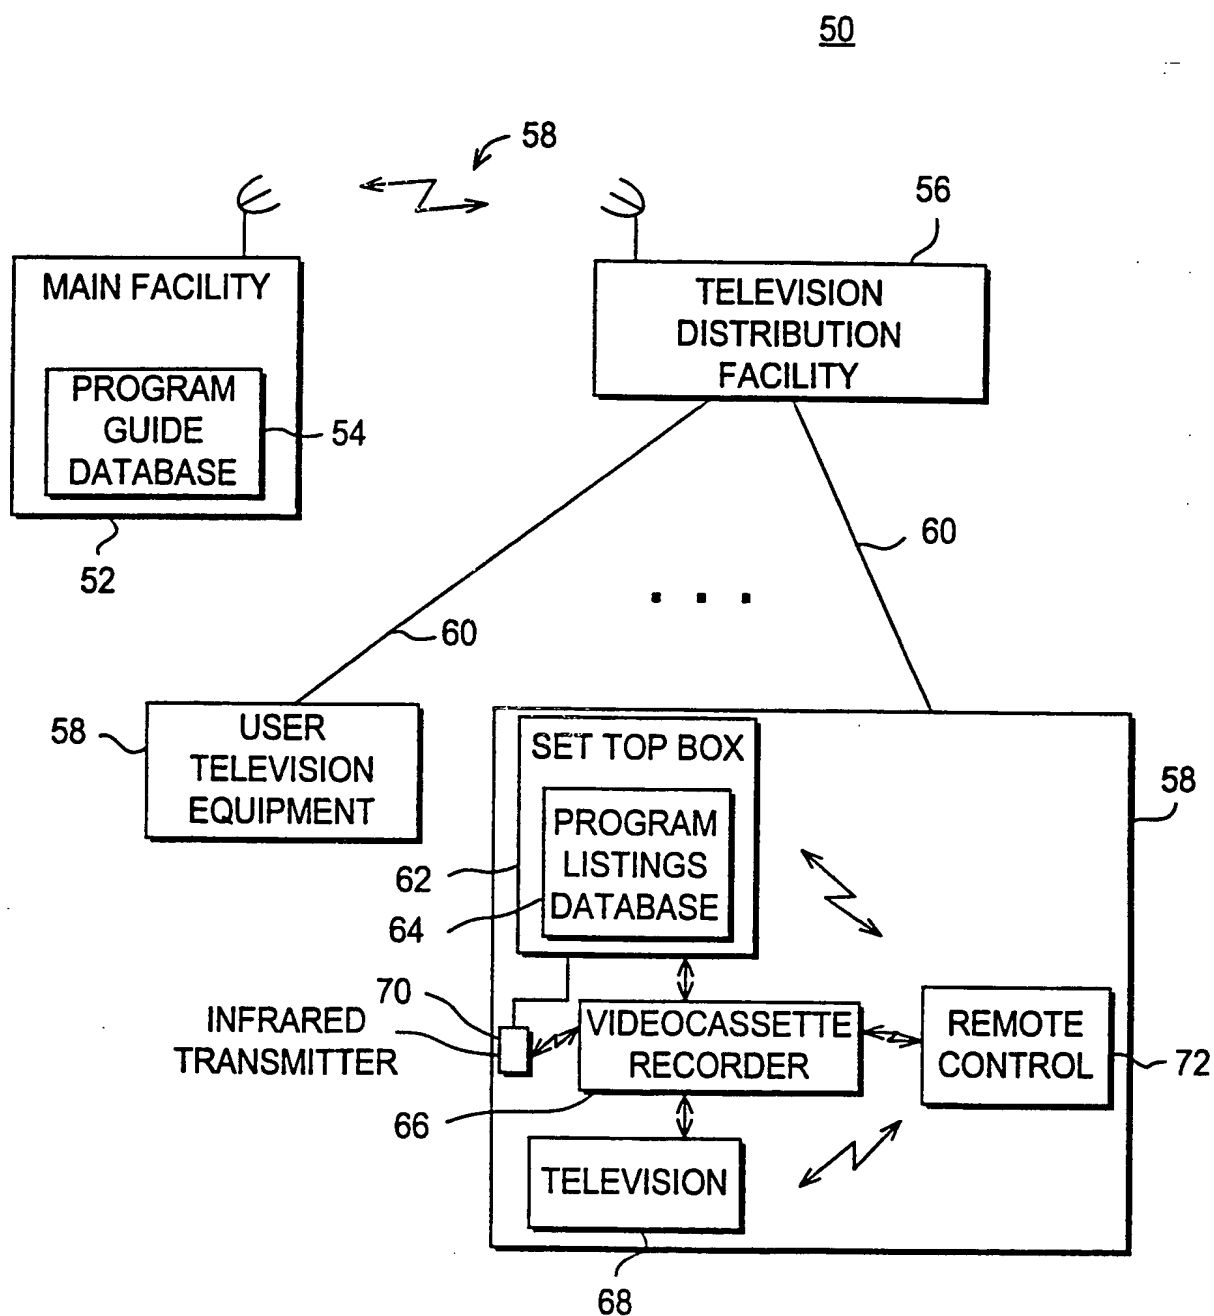 50
58
56
MAIN FACILITY
PROGRAM
GUIDE
DATABASE
54
52
TELEVISION
DISTRIBUTION
FACILITY
60
60
58
USER
TELEVISION
EQUIPMENT
58
SET TOP BOX
PROGRAM
LISTINGS
DATABASE
62
64
70
INFRARED
TRANSMITTER
VIDEOCASSETTE
RECORDER
66
REMOTE
CONTROL
72
TELEVISION
68